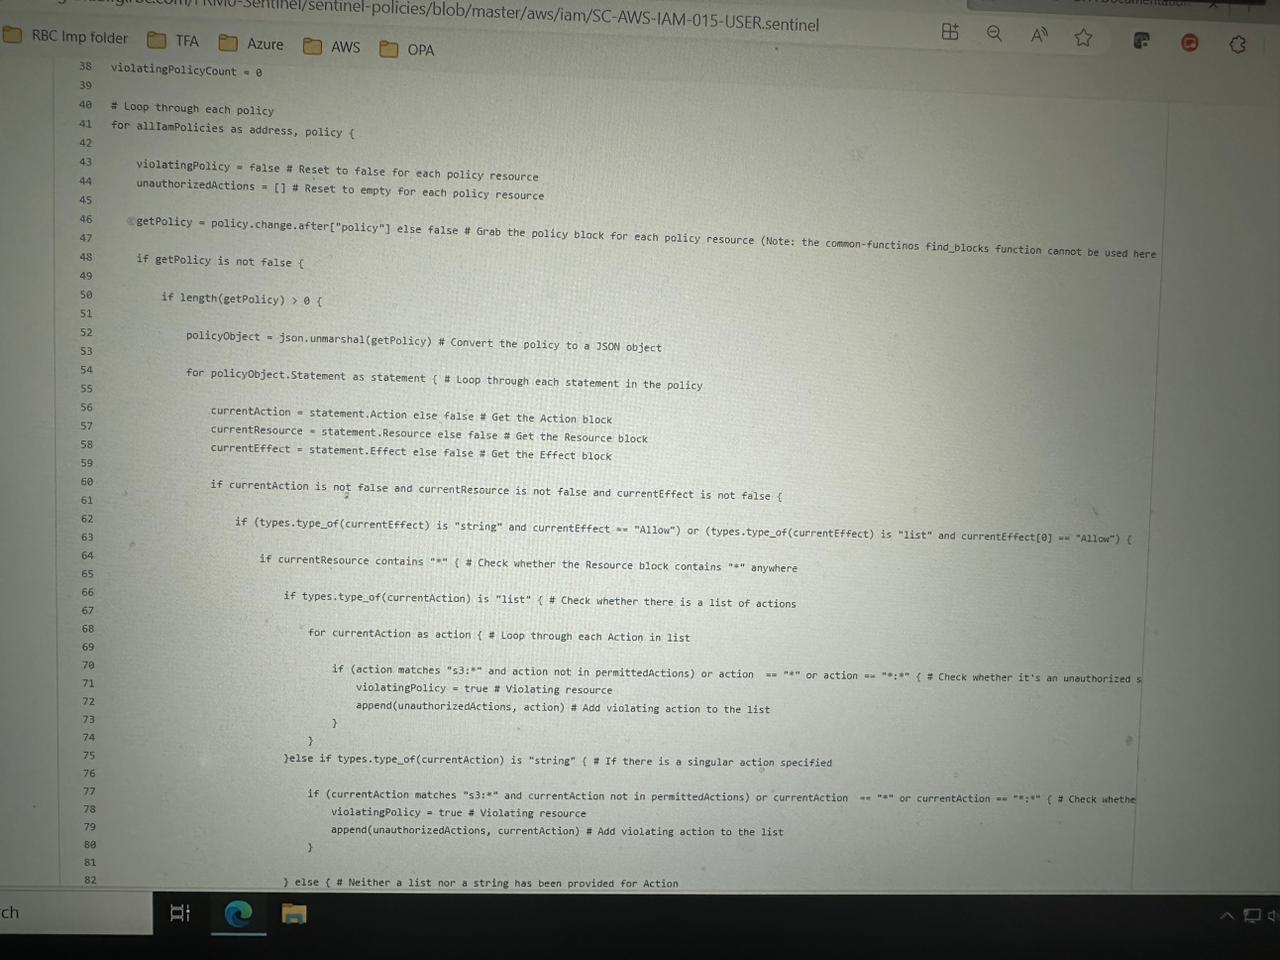 /sentinel-policies/blob/master/aws/iam/SC-AWS-IAM-015-USER.sentinel
RBC Imp folder TFA Azure AWS OPA
38 violatingPolicyCount = 0
39
40 # Loop through each policy
41 for allIamPolicies as address, policy {
42
43 violatingPolicy = false # Reset to false for each policy resource
44 unauthorizedActions = [] # Reset to empty for each policy resource
45
46 getPolicy = policy.change.after["policy"] else false # Grab the policy block for each policy resource (Note: the common-functinos find_blocks function cannot be used here
47
48 if getPolicy is not false {
49
50 if length(getPolicy) > 0 {
51
52 policyObject = json.unmarshal(getPolicy) # Convert the policy to a JSON object
53
54 for policyObject.Statement as statement { # Loop through each statement in the policy
55
56 currentAction = statement.Action else false # Get the Action block
57 currentResource = statement.Resource else false # Get the Resource block
58 currentEffect = statement.Effect else false # Get the Effect block
59
60 if currentAction is not false and currentResource is not false and currentEffect is not false {
61
62 if (types.type_of(currentEffect) is "string" and currentEffect == "Allow") or (types.type_of(currentEffect) is "list" and currentEffect[0] == "Allow") {
63
64 if currentResource contains "*" { # Check whether the Resource block contains "*" anywhere
65
66 if types.type_of(currentAction) is "list" { # Check whether there is a list of actions
67
68 for currentAction as action { # Loop through each Action in list
69
70 if (action matches "s3:*" and action not in permittedActions) or action == "*" or action == "*:*" { # Check whether it's an unauthorized s
71 violatingPolicy = true # Violating resource
72 append(unauthorizedActions, action) # Add violating action to the list
73 }
74 }
75 }else if types.type_of(currentAction) is "string" { # If there is a singular action specified
76
77 if (currentAction matches "s3:*" and currentAction not in permittedActions) or currentAction == "*" or currentAction == "*:*" { # Check whethe
78 violatingPolicy = true # Violating resource
79 append(unauthorizedActions, currentAction) # Add violating action to the list
80 }
81
82 } else { # Neither a list nor a string has been provided for Action
ch